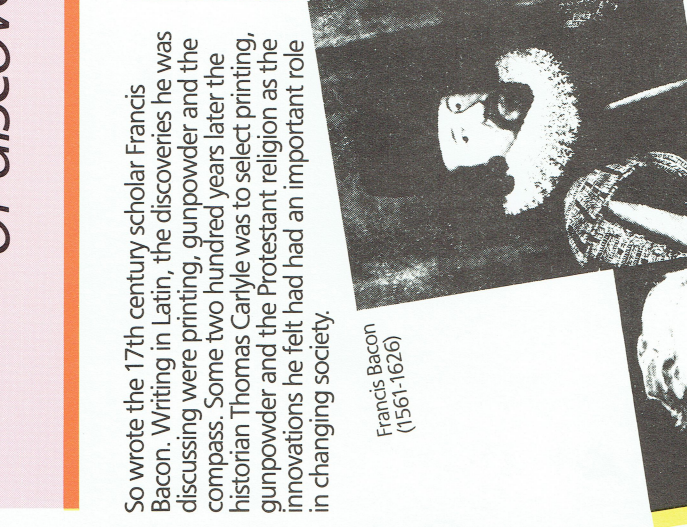 So wrote the 17th century scholar Francis
Bacon. Writing in Latin, the discoveries he was
discussing were printing, gunpowder and the
compass. Some two hundred years later the
historian Thomas Carlyle was to select printing,
gunpowder and the Protestant religion as the
innovations he felt had had an important role
in changing society.
Francis Bacon
(1561-1626)